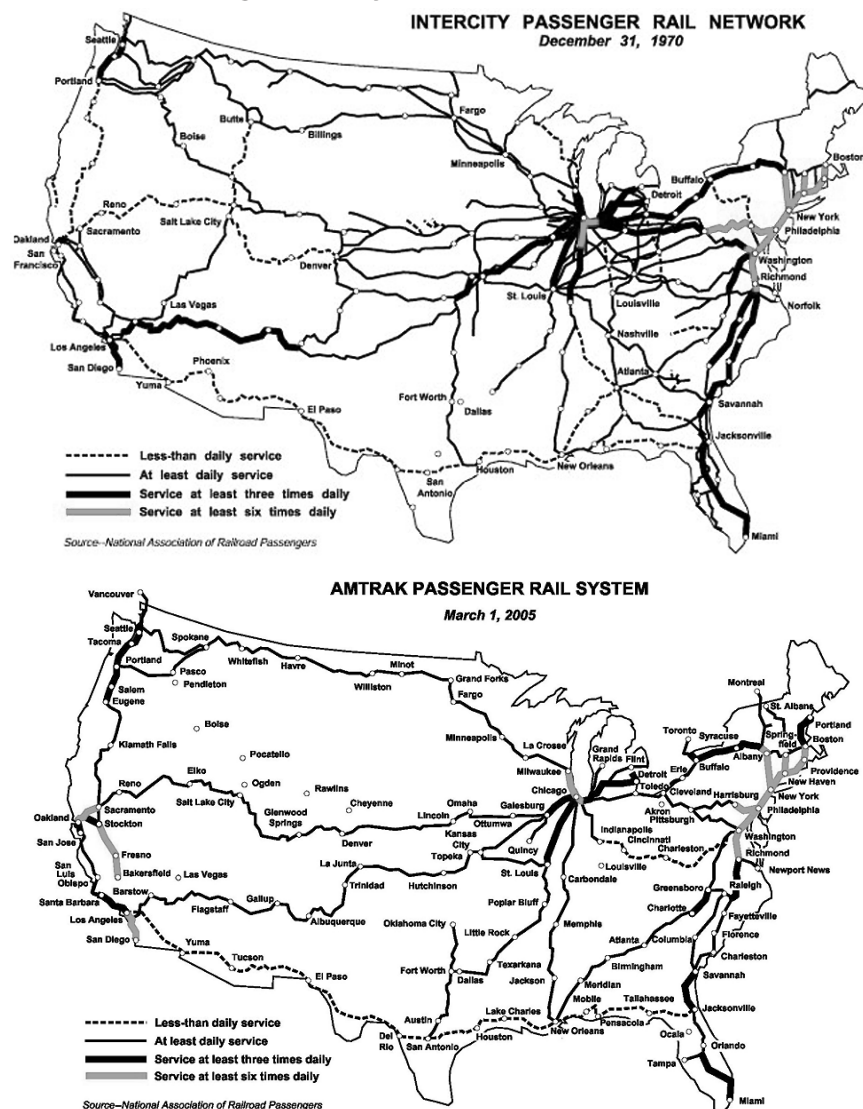 INTERCITY PASSENGER RAIL NETWORK
December 31, 1970
Seattle
Portland
Butte
Fargo
Billings
Boise
Minneapolis
Buffalo
Boston
Detroit
Reno
Salt Lake City
New York
Sacramento
Philadelphia
Oakland
San
Francisco
Denver
Washington
Richmond
St. Louis
Louisville
Norfolk
Las Vegas
Nashville
Los Angeles
Phoenix
San Diego
Atlanta
Yuma
Fort Worth
Dallas
Savannah
El Paso
Jacksonville
Less-than daily service
At least daily service
Service at least three times daily
Service at least six times daily
Houston
New Orleans
San
Antonio
Miami
Source--National Association of Railroad Passengers
AMTRAK PASSENGER RAIL SYSTEM
March 1, 2005
Vancouver
Seattle
Tacoma
Spokane
Portland
Whitefish
Havre
Minot
Williston
Grand Forks
Pasco
Pendleton
Salem
Eugene
Fargo
Montreal
St. Albans
Boise
Minneapolis
Toronto
Syracuse
Spring-
field
Portland
Boston
Klamath Falls
La Crosse
Grand
Rapids
Flint
Albany
Pocatello
Milwaukee
Detroit
Erie
Buffalo
Providence
Reno
Elko
Ogden
Rawlins
Chicago
Toledo
Cleveland
New Haven
Sacramento
Salt Lake City
Cheyenne
Omaha
Galesburg
Harrisburg
New York
Oakland
Stockton
Glenwood
Springs
Lincoln
Ottumwa
Akron
Pittsburgh
Philadelphia
San Jose
Denver
Kansas
City
Indianapolis
Cincinnati
Washington
Fresno
Topeka
Quincy
Charleston
Richmond
San
Luis
Obispo
Bakersfield
Las Vegas
La Junta
St. Louis
Louisville
Newport News
Barstow
Trinidad
Hutchinson
Carbondale
Greensboro
Raleigh
Santa Barbara
Gallup
Poplar Bluff
Charlotte
Los Angeles
Flagstaff
Albuquerque
Oklahoma City
Memphis
Fayetteville
San Diego
Little Rock
Atlanta
Columbia
Florence
Yuma
Tucson
Fort Worth
Dallas
Texarkana
Jackson
Birmingham
Charleston
El Paso
Meridian
Savannah
Austin
Lake Charles
Mobile
Tallahassee
Jacksonville
Less-than daily service
At least daily service
Service at least three times daily
Service at least six times daily
Del
Rio
San Antonio
Houston
New Orleans
Pensacola
Ocala
Orlando
Tampa
Miami
Source--National Association of Railroad Passengers